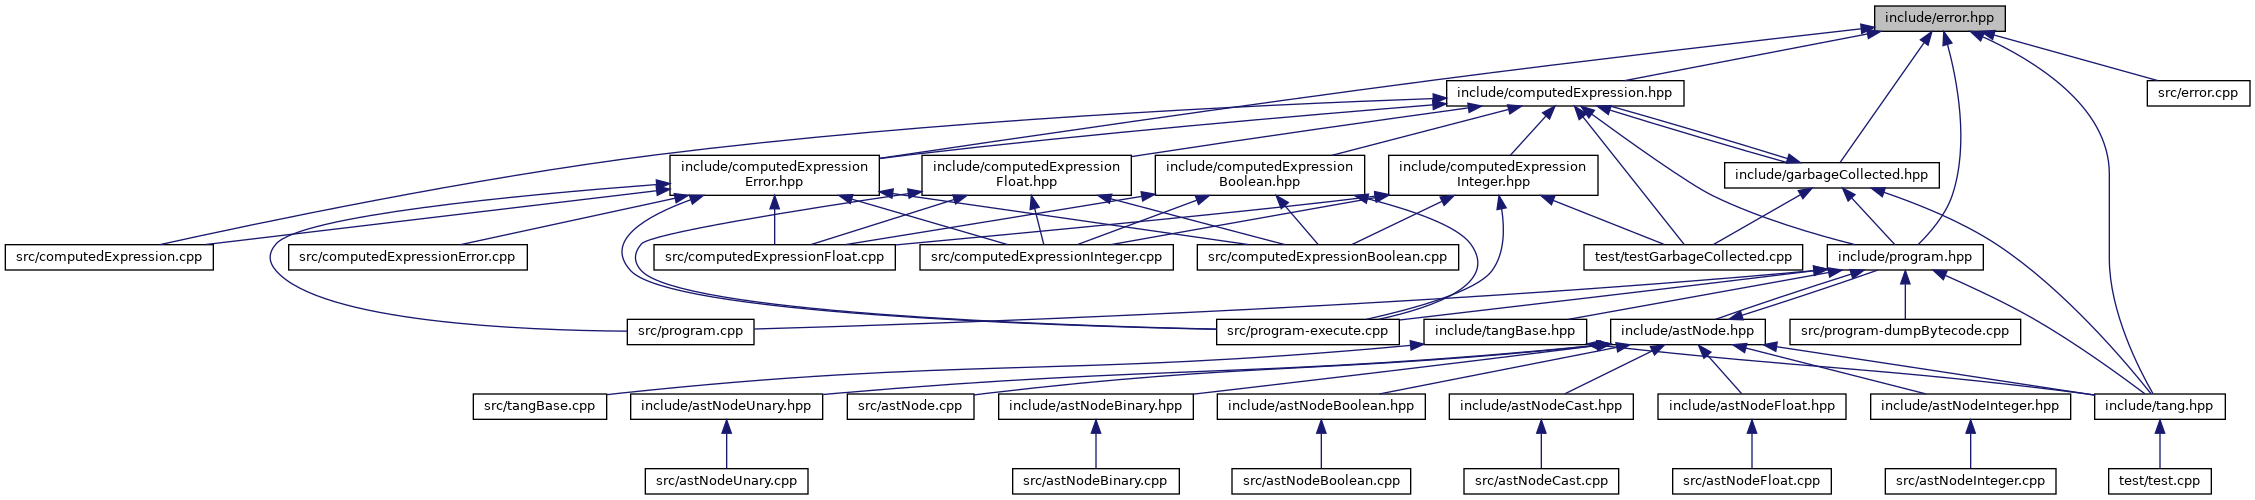 include/error.hpp
include/computedExpression.hpp
src/error.cpp
include/computedExpression
Error.hpp
include/computedExpression
Float.hpp
include/computedExpression
Boolean.hpp
include/computedExpression
Integer.hpp
include/garbageCollected.hpp
src/computedExpression.cpp
src/computedExpressionError.cpp
src/computedExpressionFloat.cpp
src/computedExpressionInteger.cpp
src/computedExpressionBoolean.cpp
test/testGarbageCollected.cpp
include/program.hpp
src/program.cpp
src/program-execute.cpp
include/tangBase.hpp
include/astNode.hpp
src/program-dumpBytecode.cpp
src/tangBase.cpp
include/astNodeUnary.hpp
src/astNode.cpp
include/astNodeBinary.hpp
include/astNodeBoolean.hpp
include/astNodeCast.hpp
include/astNodeFloat.hpp
include/astNodeInteger.hpp
include/tang.hpp
src/astNodeUnary.cpp
src/astNodeBinary.cpp
src/astNodeBoolean.cpp
src/astNodeCast.cpp
src/astNodeFloat.cpp
src/astNodeInteger.cpp
test/test.cpp